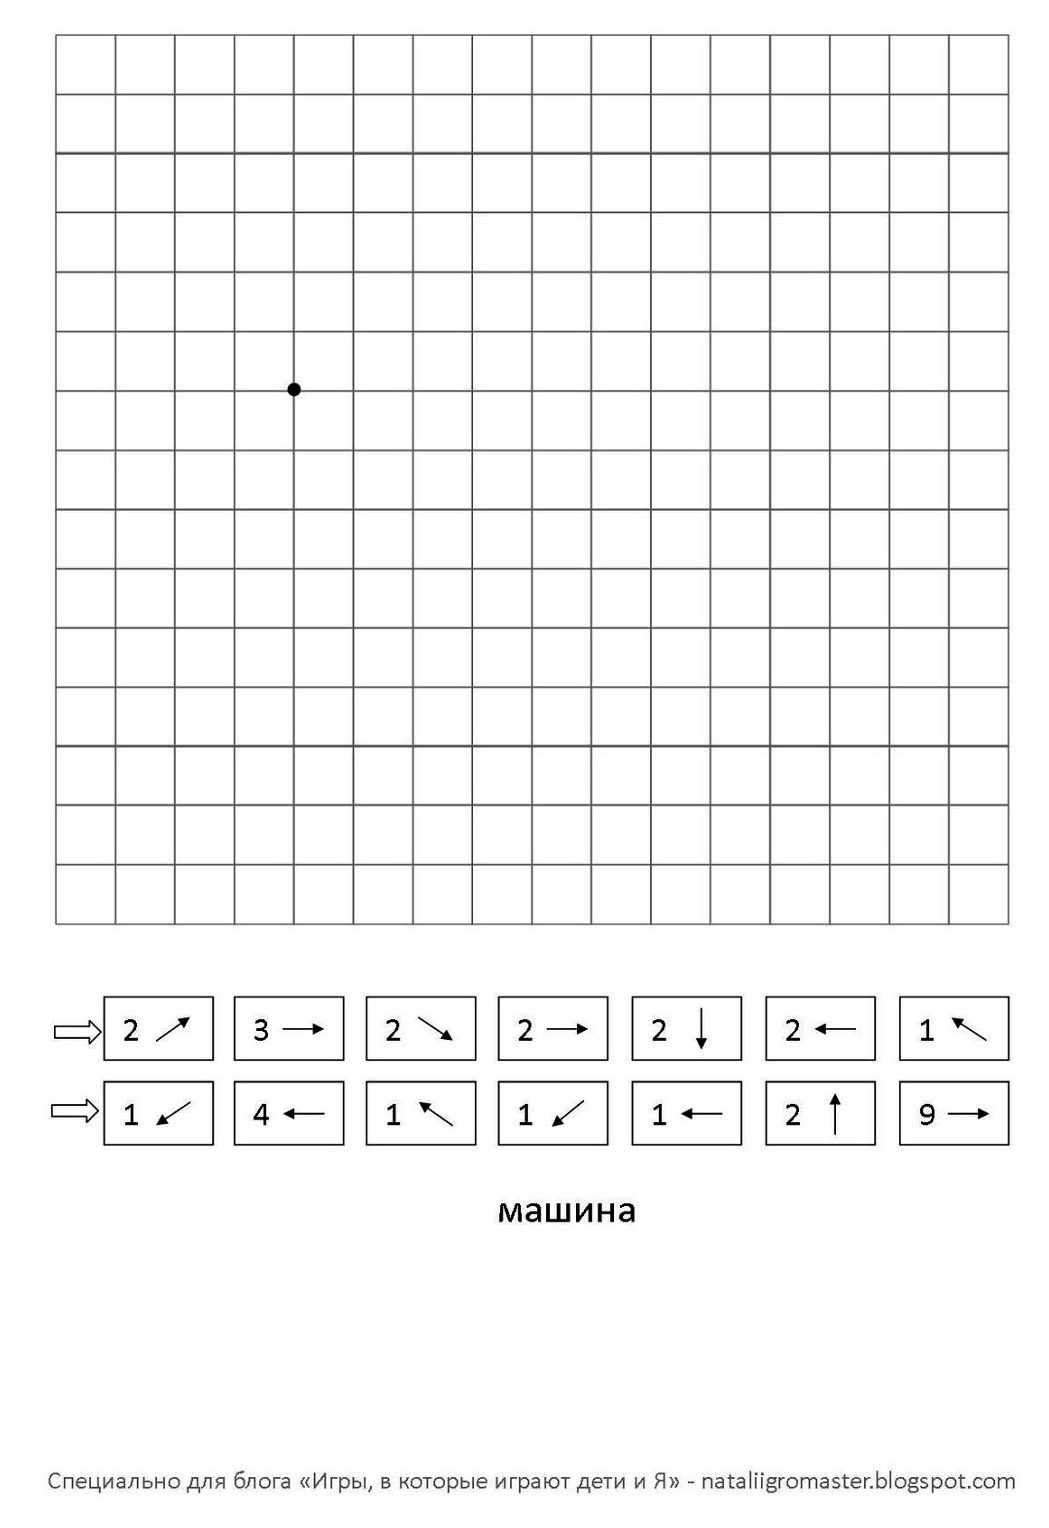 2 ↗ 3 → 2 ↘ 2 → 2 ↓ 2 ← 1 ↖
1 ↙ 4 ← 1 ↖ 1 ↙ 1 ← 2 ↑ 9 →
машина
Специально для блога «Игры, в которые играют дети и Я» - nataliigromaster.blogspot.com